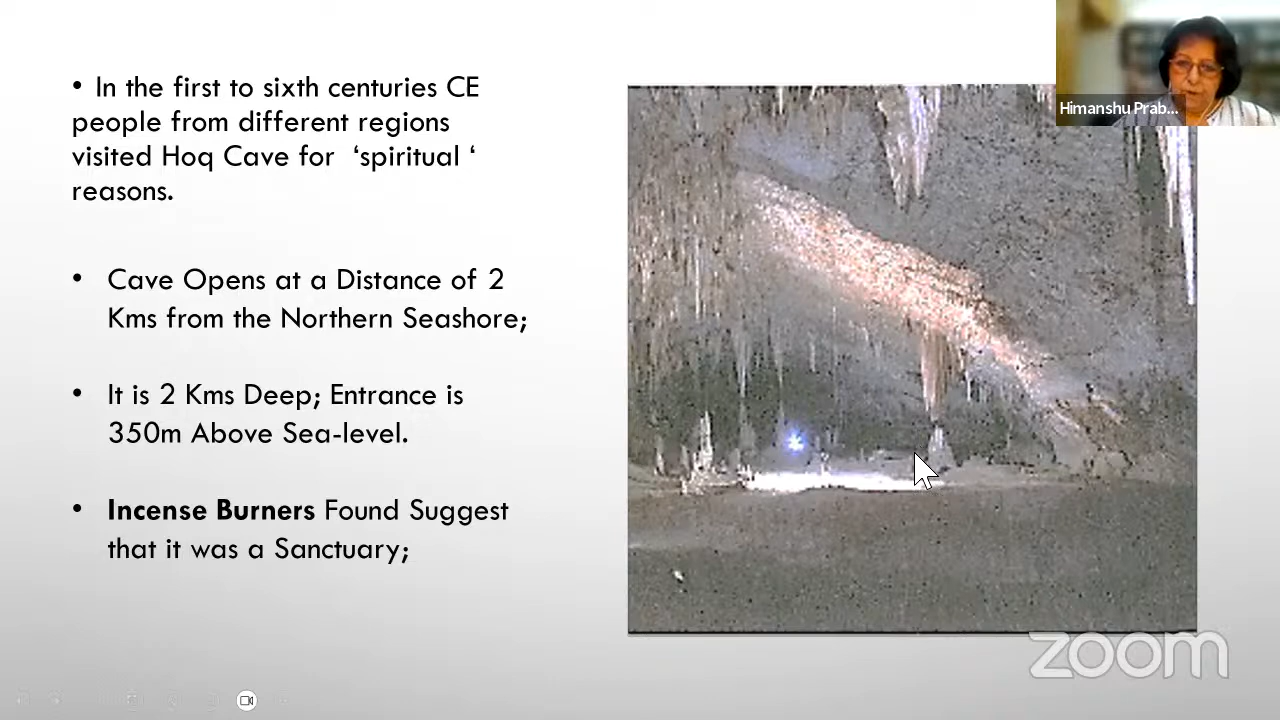 • In the first to sixth centuries CE
people from different regions
visited Hoq Cave for ‘spiritual ‘
reasons.
• Cave Opens at a Distance of 2
Kms from the Northern Seashore;
• It is 2 Kms Deep; Entrance is
350m Above Sea-level.
• Incense Burners Found Suggest
that it was a Sanctuary;
Himanshu Prab...
zoom